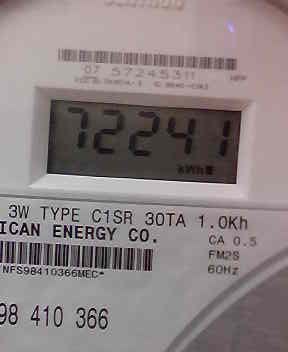 07 57245311
72241
kWh
3W TYPE C1SR 30TA 1.0Kh
ICAN ENERGY CO.
CA 0.5
FM2S
60Hz
NFS98410366MEC*
98 410 366